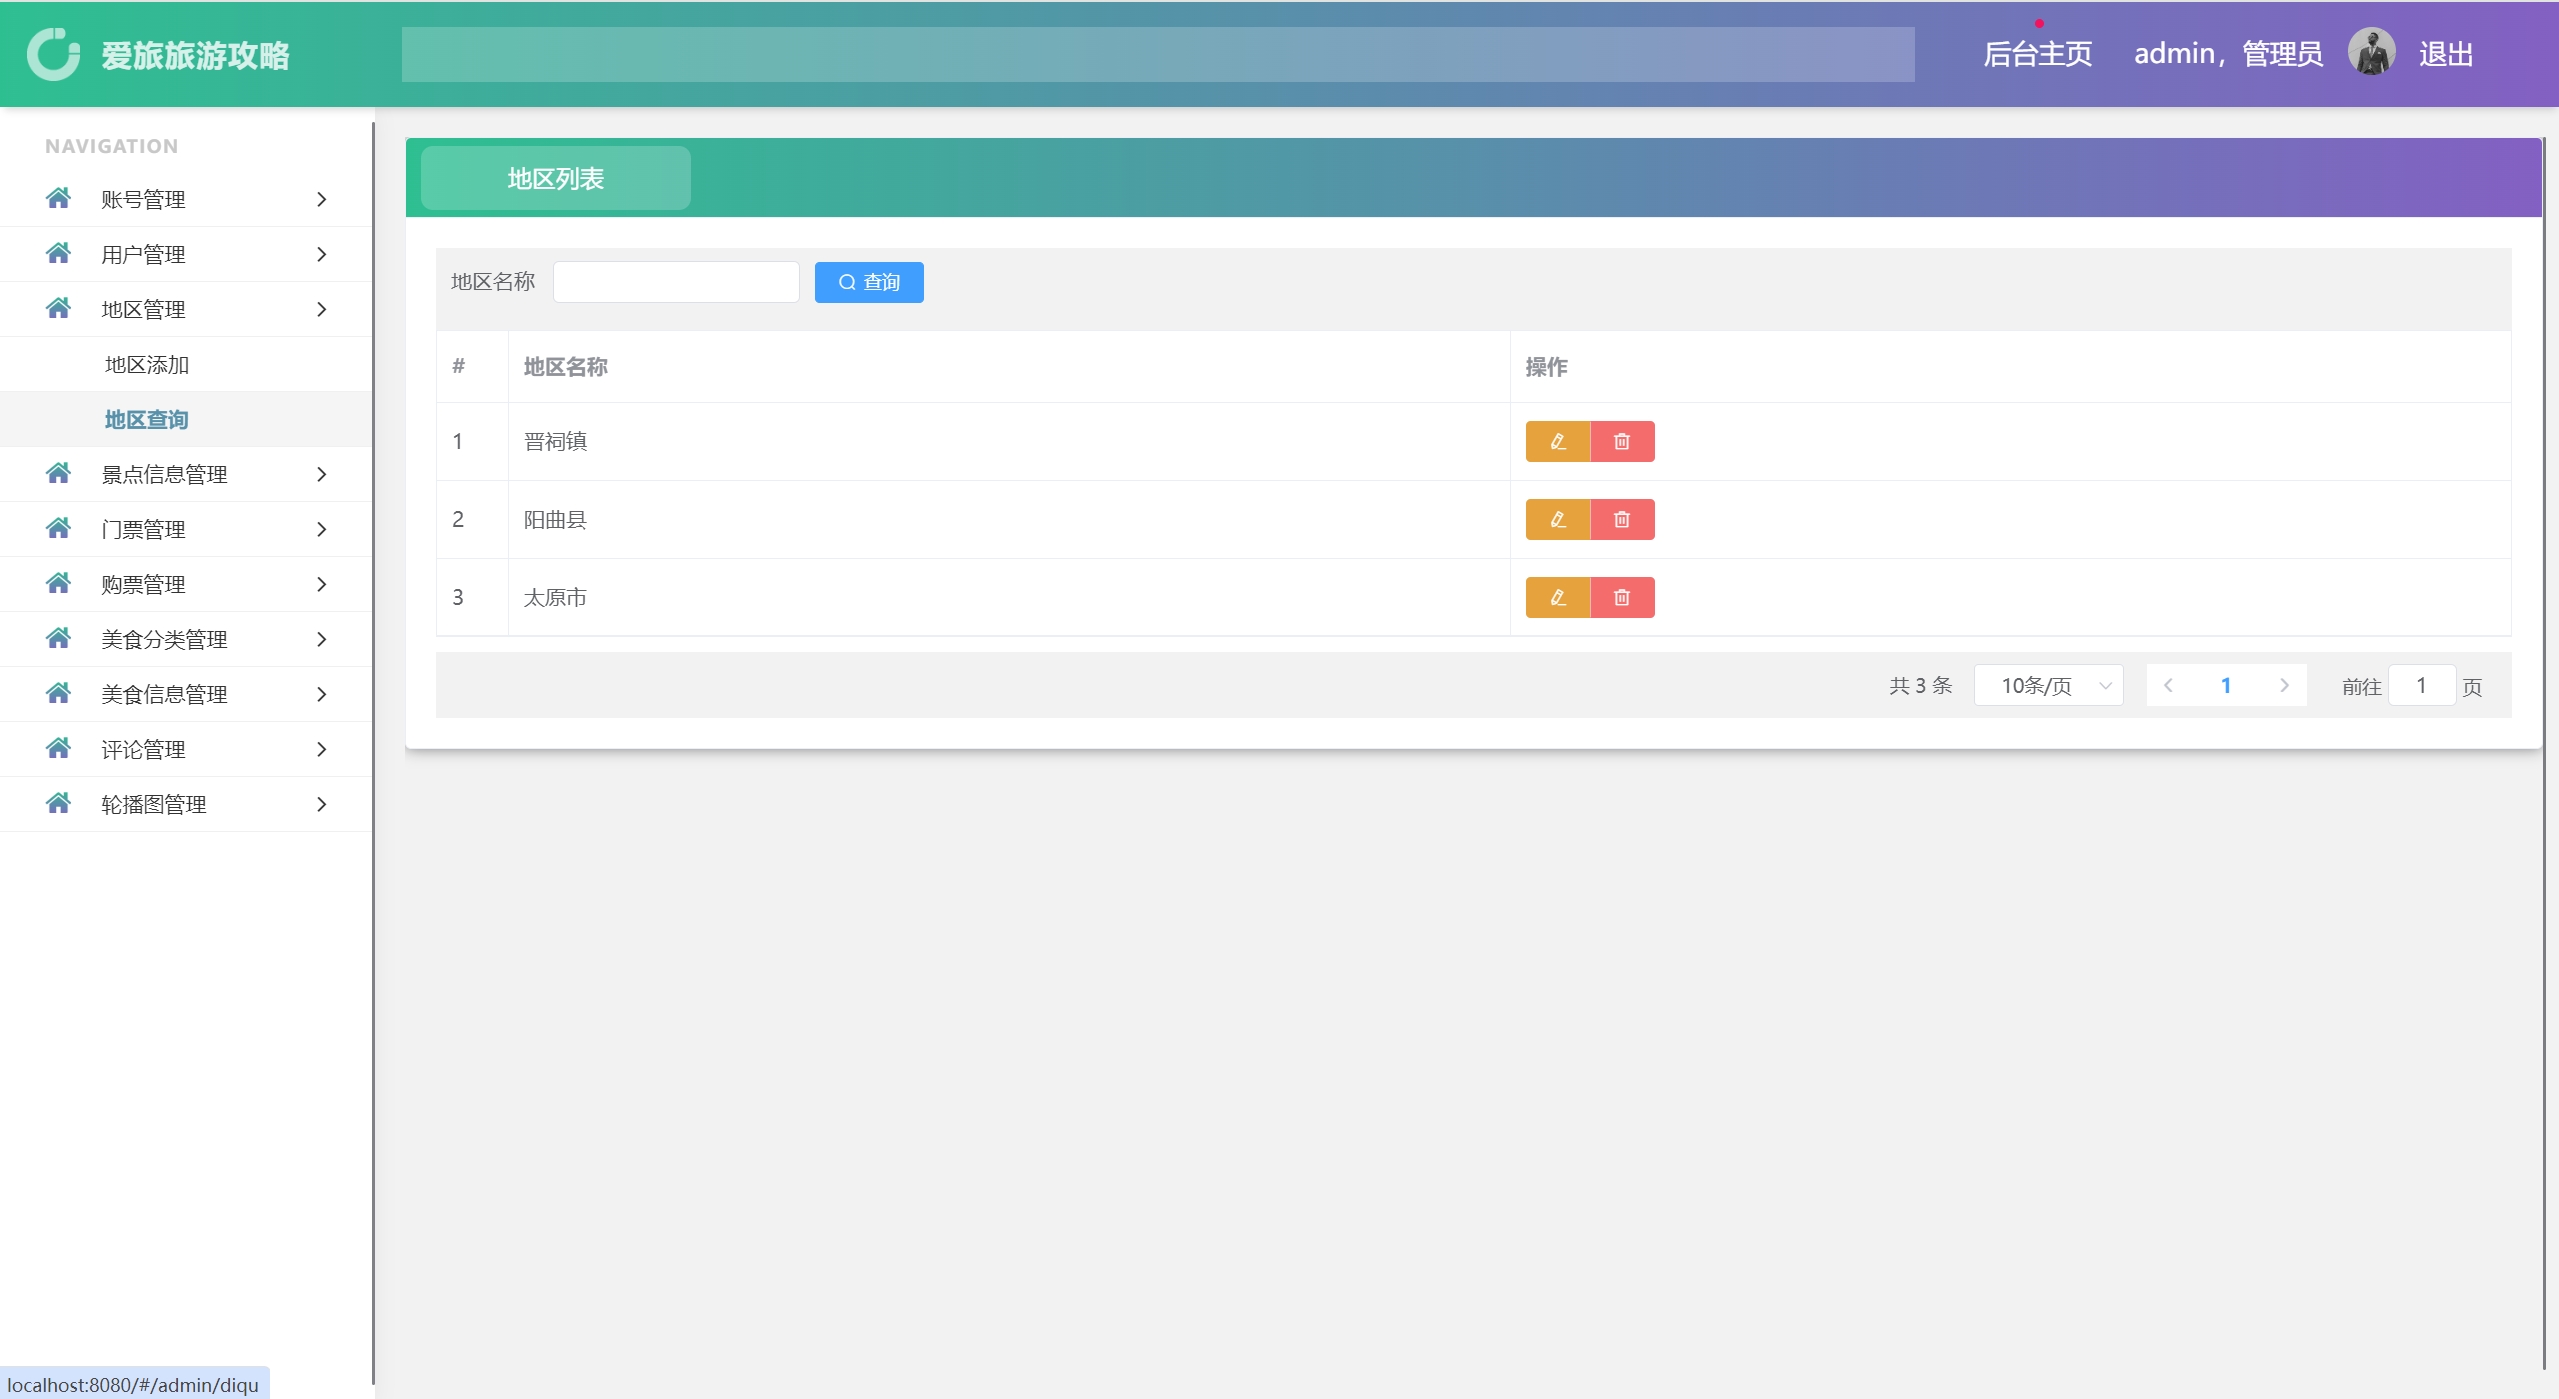 爱旅旅游攻略
后台主页 admin，管理员 退出
NAVIGATION
账号管理
用户管理
地区管理
地区添加
地区查询
景点信息管理
门票管理
购票管理
美食分类管理
美食信息管理
评论管理
轮播图管理
地区列表
地区名称 查询
# 地区名称 操作
1 晋祠镇
2 阳曲县
3 太原市
共 3 条 10条/页 1 前往 1 页
localhost:8080/#/admin/diqu